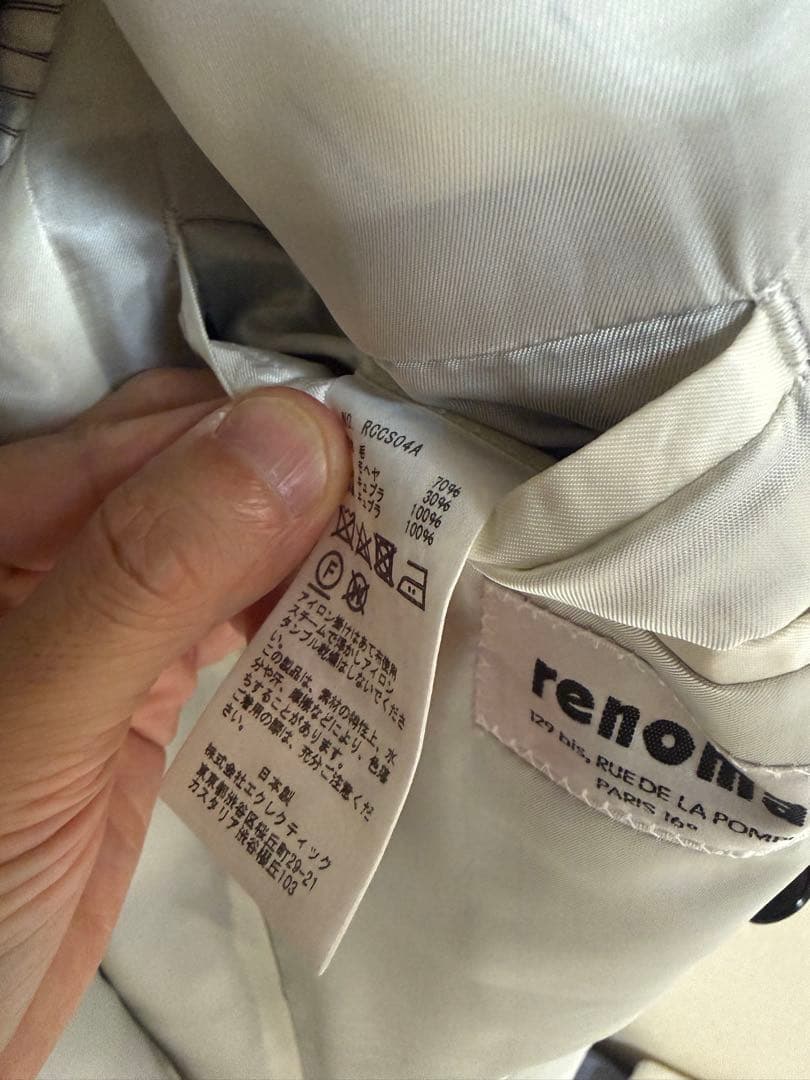 NO. RCCS04A
毛 70%
モヘヤ 30%
キュプラ 100%
キュプラ 100%
F
アイロン掛けはあて布使用
スチームで浮かしアイロン
タンブル乾燥はしないでくださ
い。
この製品は、素材の特性上、水
分や汗、摩擦などにより、色落
ちすることがあります。
ご着用の際は、充分ご注意くだ
さい。
日本製
株式会社エクレクティック
東京都渋谷区桜丘町29-21
カスタリア渋谷櫻丘103
renoma
129 bis, RUE DE LA POMP
PARIS 16e